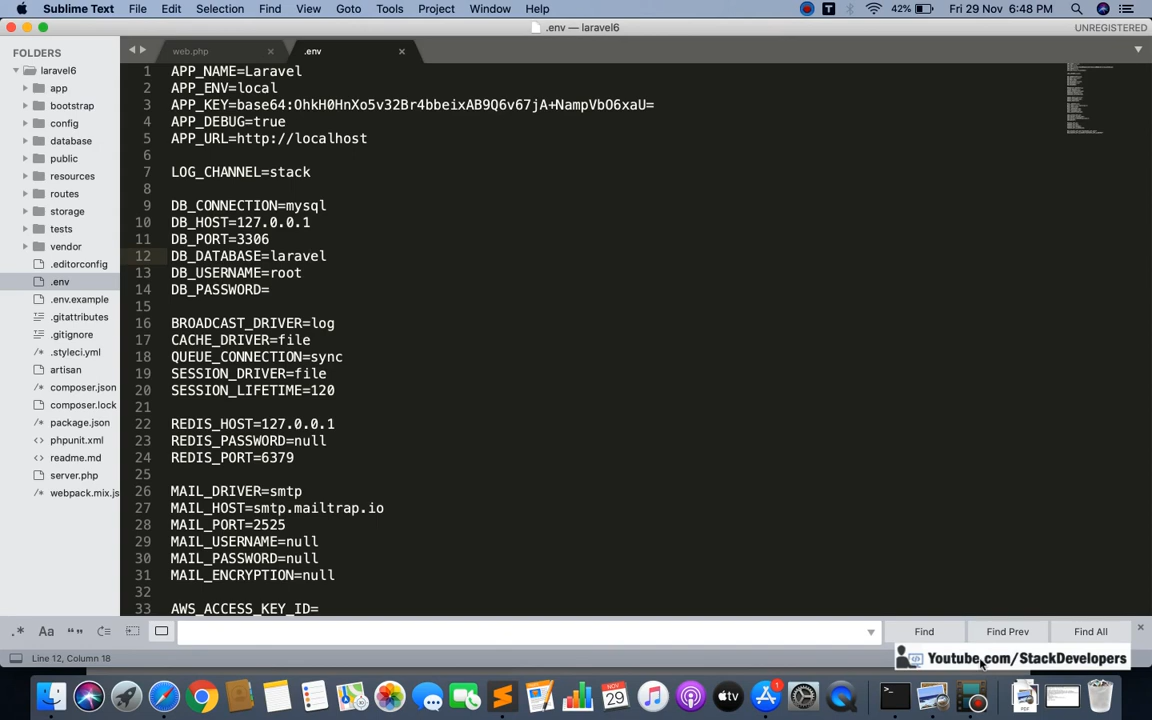 Sublime Text File Edit Selection Find View Goto Tools Project Window Help
T 42% Fri 29 Nov 6:48 PM
.env — laravel6 UNREGISTERED
FOLDERS
laravel6
app
bootstrap
config
database
public
resources
routes
storage
tests
vendor
.editorconfig
.env
.env.example
.gitattributes
.gitignore
.styleci.yml
artisan
composer.json
composer.lock
package.json
phpunit.xml
readme.md
server.php
webpack.mix.js
web.php .env
1 APP_NAME=Laravel
2 APP_ENV=local
3 APP_KEY=base64:OhkH0HnXo5v32Br4bbeixAB9Q6v67jA+NampVbO6xaU=
4 APP_DEBUG=true
5 APP_URL=http://localhost
6
7 LOG_CHANNEL=stack
8
9 DB_CONNECTION=mysql
10 DB_HOST=127.0.0.1
11 DB_PORT=3306
12 DB_DATABASE=laravel
13 DB_USERNAME=root
14 DB_PASSWORD=
15
16 BROADCAST_DRIVER=log
17 CACHE_DRIVER=file
18 QUEUE_CONNECTION=sync
19 SESSION_DRIVER=file
20 SESSION_LIFETIME=120
21
22 REDIS_HOST=127.0.0.1
23 REDIS_PASSWORD=null
24 REDIS_PORT=6379
25
26 MAIL_DRIVER=smtp
27 MAIL_HOST=smtp.mailtrap.io
28 MAIL_PORT=2525
29 MAIL_USERNAME=null
30 MAIL_PASSWORD=null
31 MAIL_ENCRYPTION=null
32
33 AWS_ACCESS_KEY_ID=
.* Aa Find Find Prev Find All
Line 12, Column 18
Youtube.com/StackDevelopers
NOV
29
tv
1
PDF